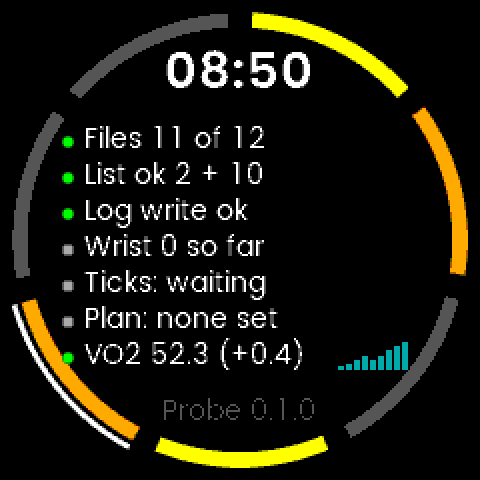 08:50
Files 11 of 12
List ok 2 + 10
Log write ok
Wrist 0 so far
Ticks: waiting
Plan: none set
VO2 52.3 (+0.4)
Probe 0.1.0